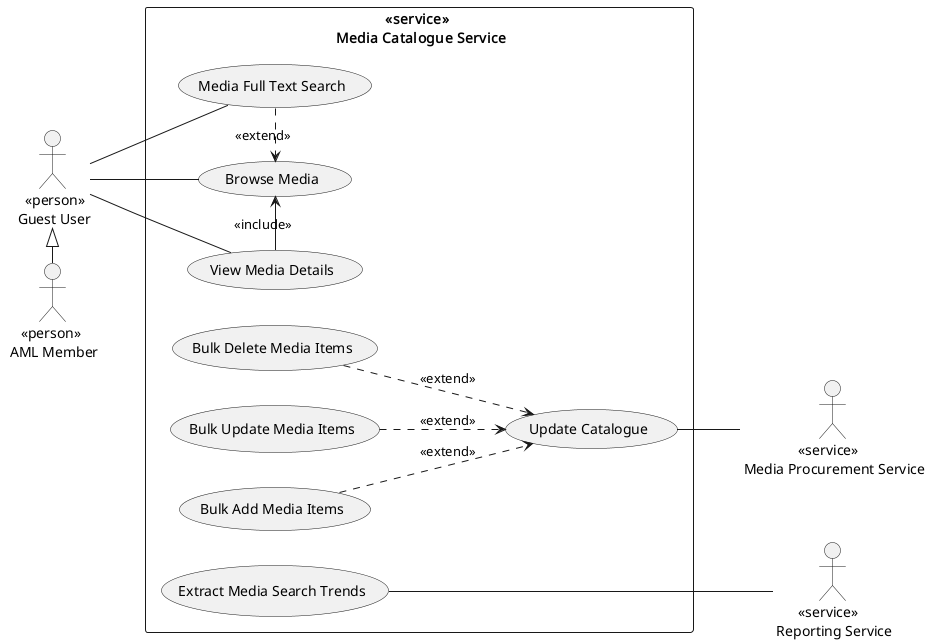 «service»
Media Catalogue Service
Media Full Text Search
«extend»
Browse Media
«include»
View Media Details
«person»
Guest User
«person»
AML Member
Bulk Delete Media Items
«extend»
Bulk Update Media Items
«extend»
Update Catalogue
«extend»
Bulk Add Media Items
«service»
Media Procurement Service
Extract Media Search Trends
«service»
Reporting Service